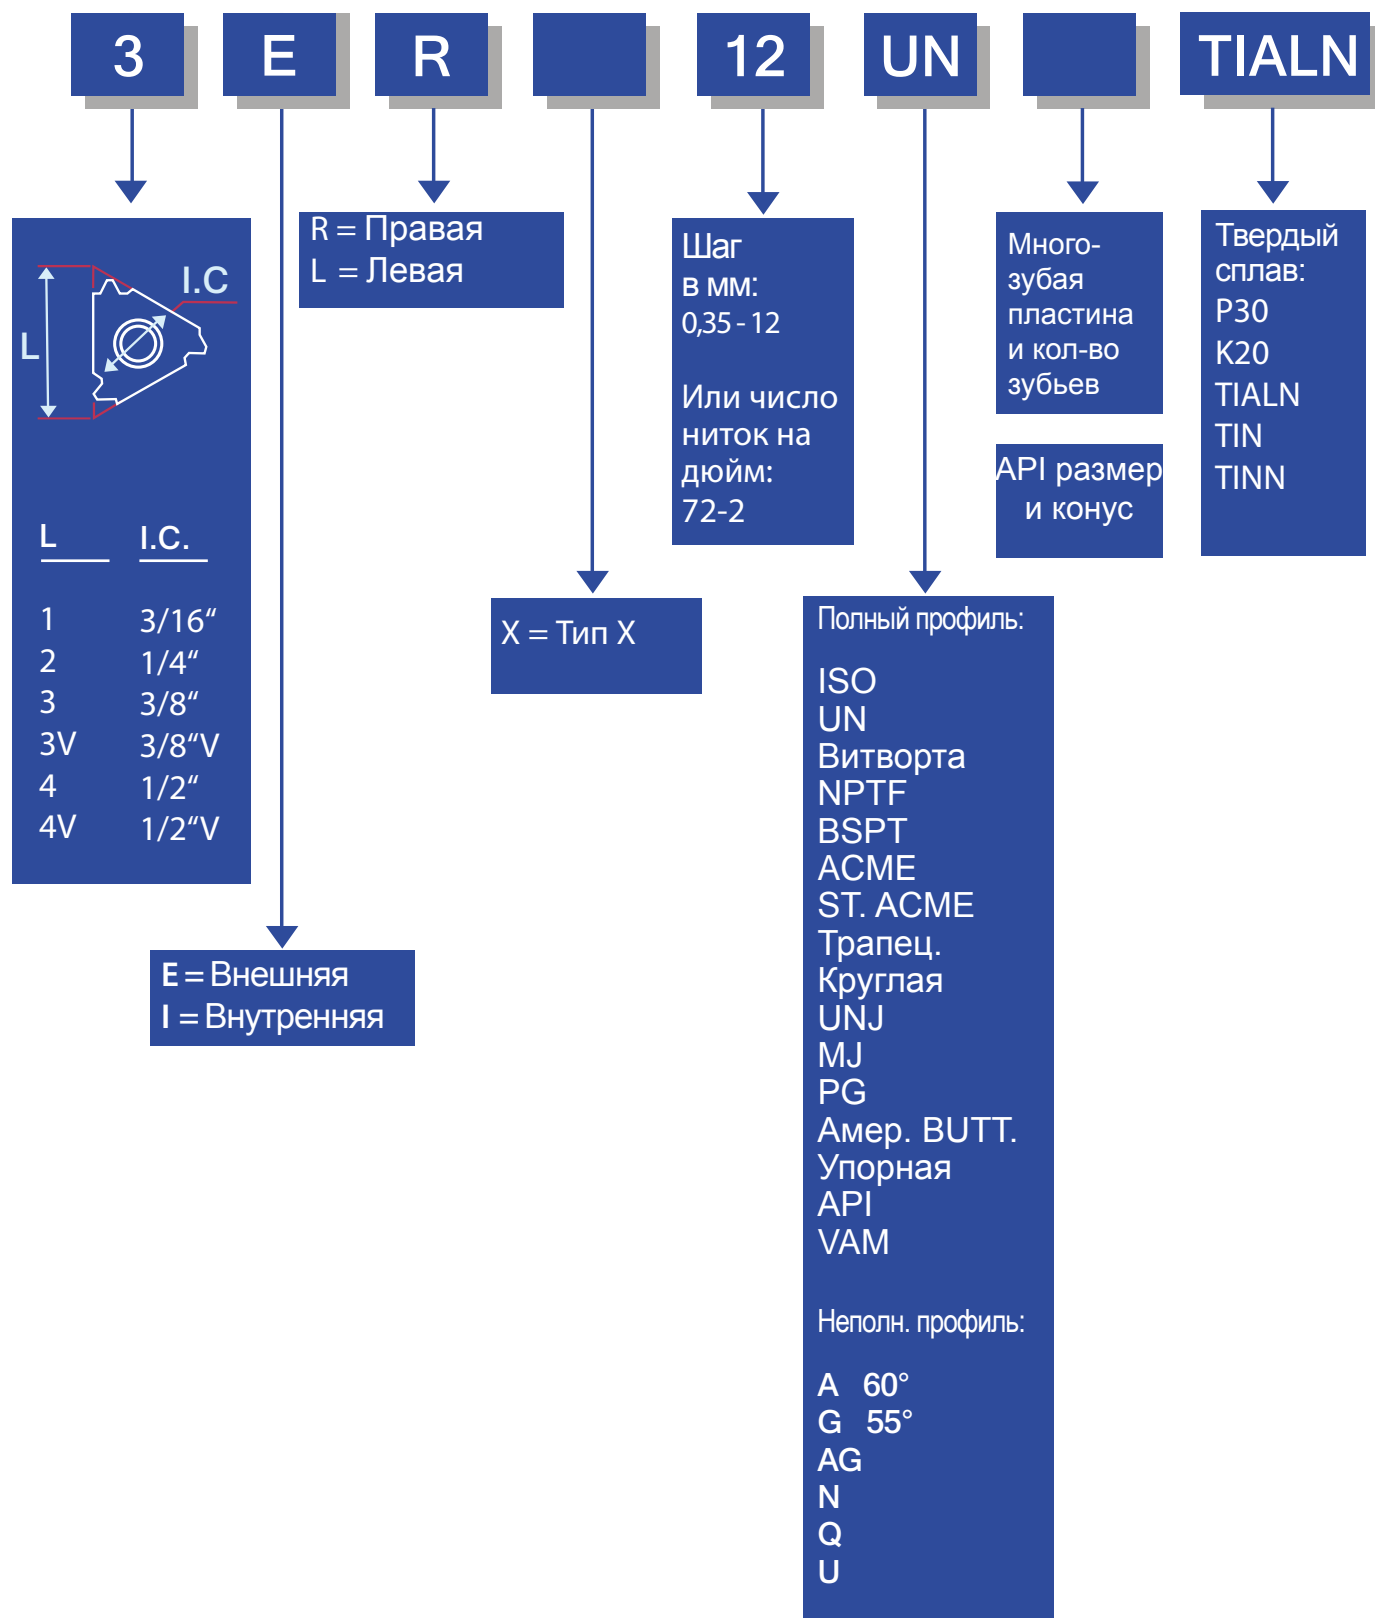 3 E R 12 UN TIALN
L
I.C
L I.C.
1 3/16“
2 1/4“
3 3/8“
3V 3/8“V
4 1/2“
4V 1/2“V
E = Внешняя
I = Внутренняя
R = Правая
L = Левая
X = Тип X
Шаг
в мм:
0,35 - 12
Или число
ниток на
дюйм:
72-2
Полный профиль:
ISO
UN
Витворта
NPTF
BSPT
ACME
ST. ACME
Трапец.
Круглая
UNJ
MJ
PG
Амер. BUTT.
Упорная
API
VAM
Неполн. профиль:
A 60°
G 55°
AG
N
Q
U
Много-
зубая
пластина
и кол-во
зубьев
API размер
и конус
Твердый
сплав:
P30
K20
TIALN
TIN
TINN